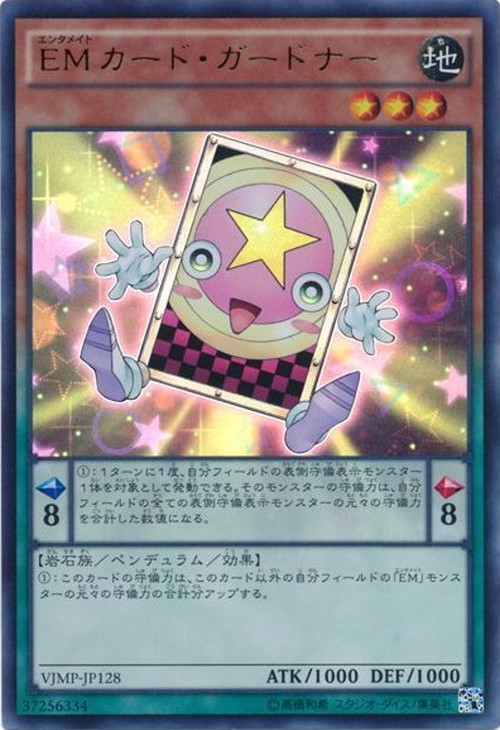 エンタメイト
EMカード・ガードナー
ち
地
①:1ターンに1度、自分フィールドの表側守備表示モンスター
1体を対象として発動できる。そのモンスターの守備力は、自分
フィールドの全ての表側守備表示モンスターの元々の守備力
を合計した数値になる。
8
8
【岩石族/ペンデュラム/効果】
①:このカードの守備力は、このカード以外の自分フィールドの「EM」モン
スターの元々の守備力の合計分アップする。
VJMP-JP128
ATK/1000 DEF/1000
37256334
©高橋和希 スタジオ・ダイス/集英社